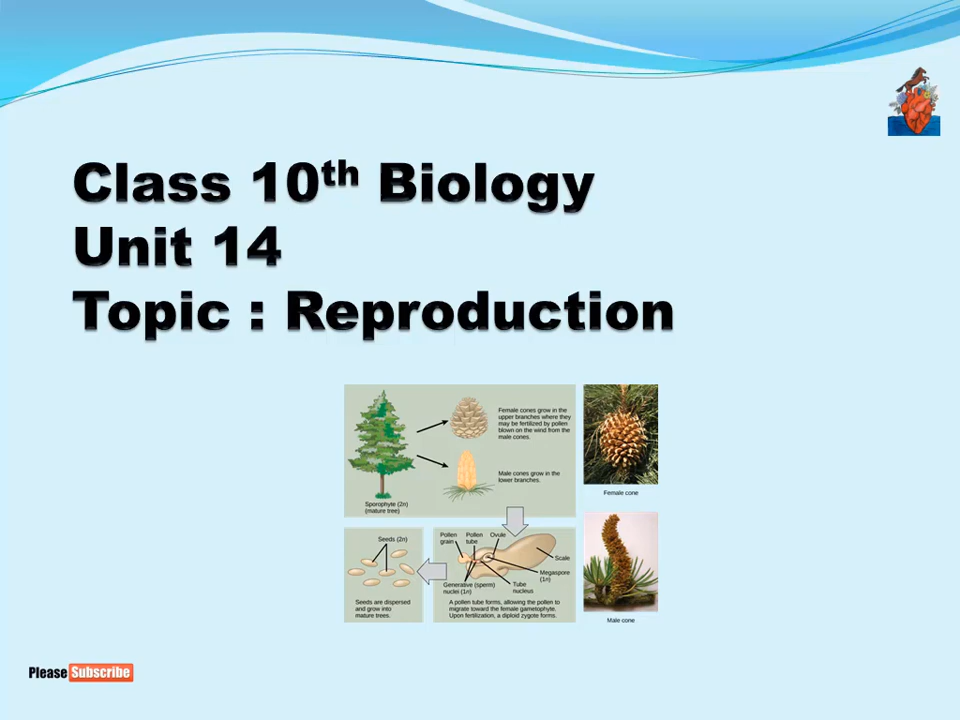 Class 10th Biology
Unit 14
Topic : Reproduction
Female cones grow in the
upper branches where they
may be fertilized by pollen
blown on the wind from the
male cones.
Male cones grow in the
lower branches.
Sporophyte (2n)
(mature tree)
Female cone
Seeds (2n)
Seeds are dispersed
and grow into
mature trees.
Pollen
grain
Pollen
tube
Ovule
Scale
Megaspore
(1n)
Generative (sperm)
nuclei (1n)
Tube
nucleus
A pollen tube forms, allowing the pollen to
migrate toward the female gametophyte.
Upon fertilization, a diploid zygote forms.
Male cone
Please Subscribe